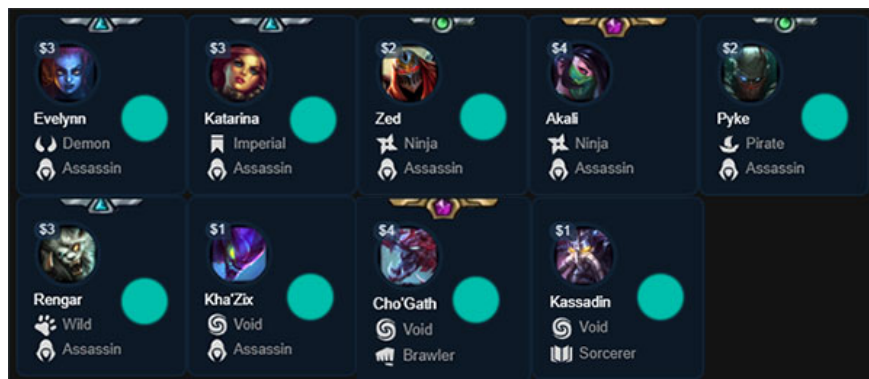 $3 $3 $2 $4 $2
Evelynn Katarina Zed Akali Pyke
Demon Imperial Ninja Ninja Pirate
Assassin Assassin Assassin Assassin Assassin
$3 $1 $4 $1
Rengar Kha'Zix Cho'Gath Kassadin
Wild Void Void Void
Assassin Assassin Brawler Sorcerer